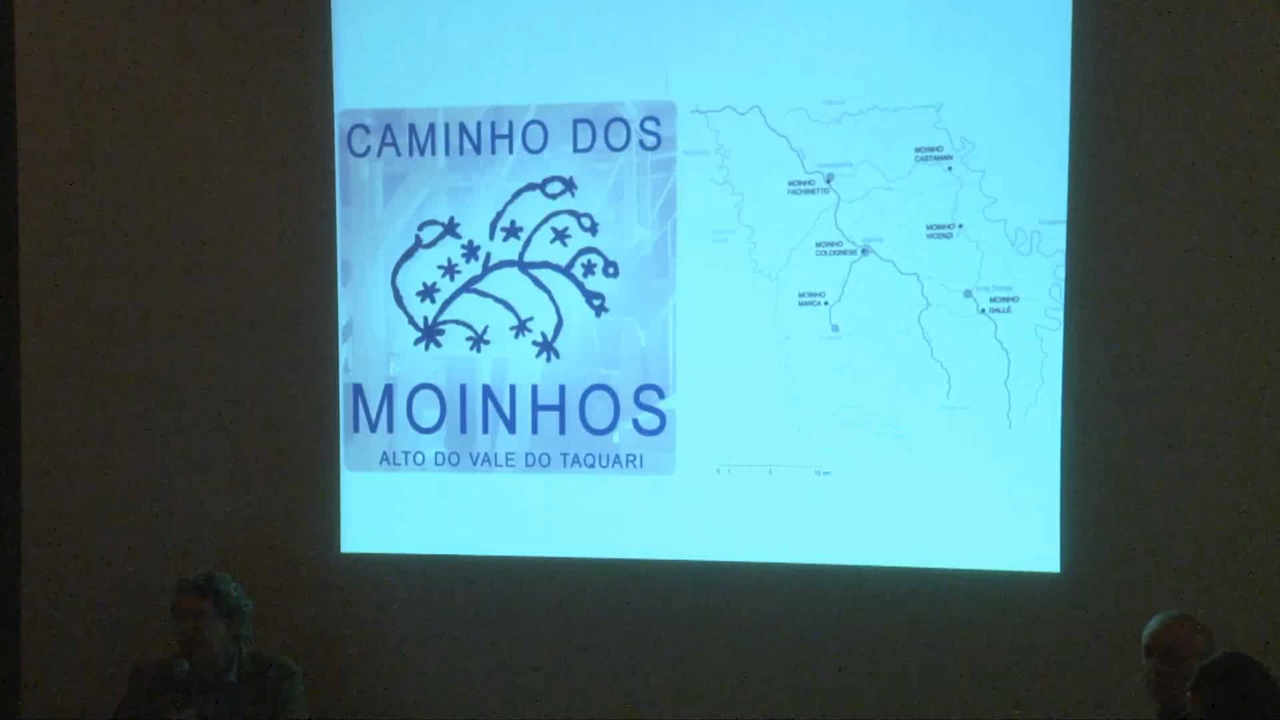 CAMINHO DOS
MOINHOS
ALTO DO VALE DO TAQUARI
MOINHO
CASTAMAN
MOINHO
FACHINETTO
MOINHO
VICENZI
MOINHO
COLOGNESE
MOINHO
MARCA
MOINHO
DALLÉ